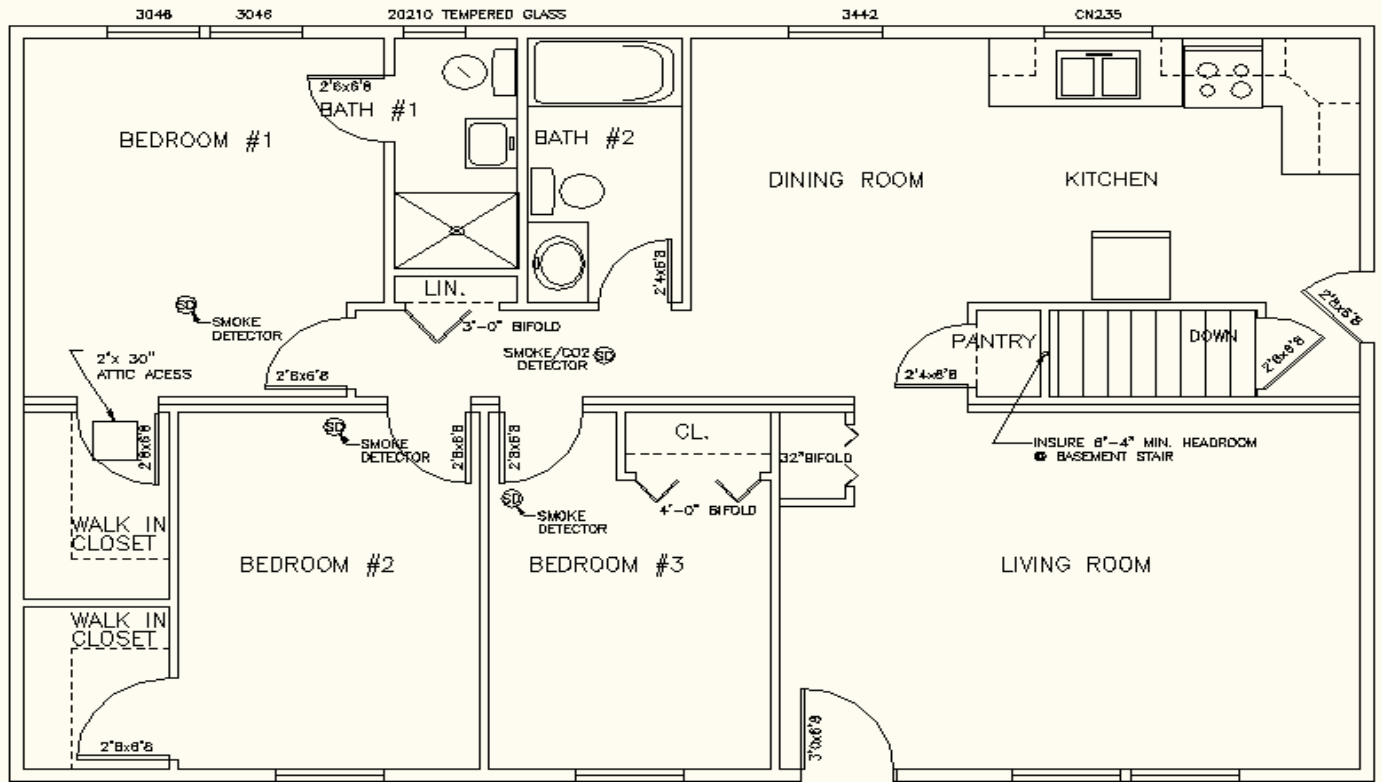 3046 3046 20210 TEMPERED GLASS 3442 CN235
2'6x6'8
BATH #1
BEDROOM #1
BATH #2
DINING ROOM
KITCHEN
LIN.
2'4x6'8
SD
SMOKE
DETECTOR
3'-0" BIFOLD
2'8x6'8
PANTRY
DOWN
2'8x6'8
SMOKE/CO2
DETECTOR
SD
2"x 30"
ATTIC ACESS
2'6x6'8
2'4x6'8
2'8x6'8
SD
SMOKE
DETECTOR
2'8x6'8
2'8x6'8
CL.
32"BIFOLD
INSURE 6"-4" MIN. HEADROOM
@ BASEMENT STAIR
SD
SMOKE
DETECTOR
4'-0" BIFOLD
WALK IN
CLOSET
BEDROOM #2
BEDROOM #3
LIVING ROOM
WALK IN
CLOSET
2'8x6'8
3'0x6'8